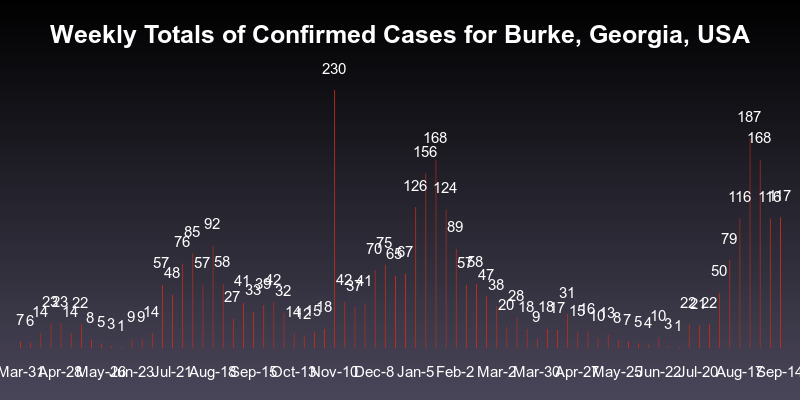 Weekly Totals of Confirmed Cases for Burke, Georgia, USA
7 6 14 23 23 14 22 8 5 3 1 9 9 14 57 48 76 85 57 92 58 27 41 33 39 42 32 14 12 15 18 230 42 37 41 70 75 65 67 126 156 168 124 89 57 58 47 38 20 28 18 9 18 17 31 15 16 10 13 8 7 5 4 10 3 1 22 21 22 50 79 116 187 168 116 117
Mar-31 Apr-28 May-26 Jun-23 Jul-21 Aug-18 Sep-15 Oct-13 Nov-10 Dec-8 Jan-5 Feb-2 Mar-2 Mar-30 Apr-27 May-25 Jun-22 Jul-20 Aug-17 Sep-14